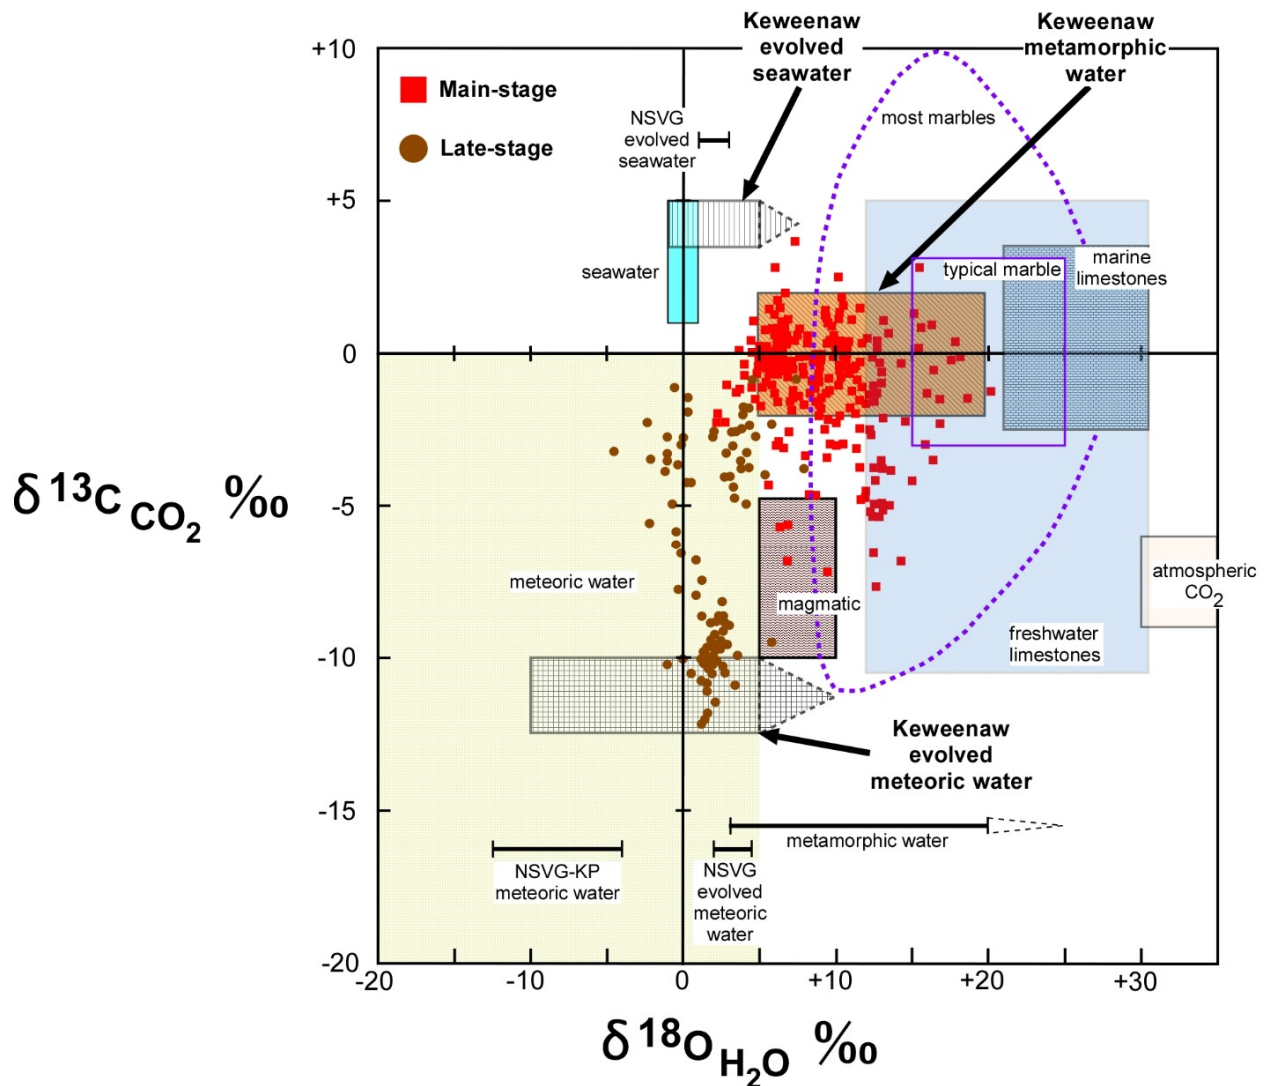 Keweenaw
evolved
seawater
Keweenaw
metamorphic
water
+10
+5
0
-5
-10
-15
-20
Main-stage
Late-stage
NSVG
evolved
seawater
most marbles
seawater
typical marble
marine
limestones
meteoric water
magmatic
atmospheric
CO2
freshwater
limestones
Keweenaw
evolved
meteoric water
metamorphic water
NSVG-KP
meteoric water
NSVG
evolved
meteoric
water
-20
-10
0
+10
+20
+30
δ 13C CO2 ‰
δ 18O H2O ‰